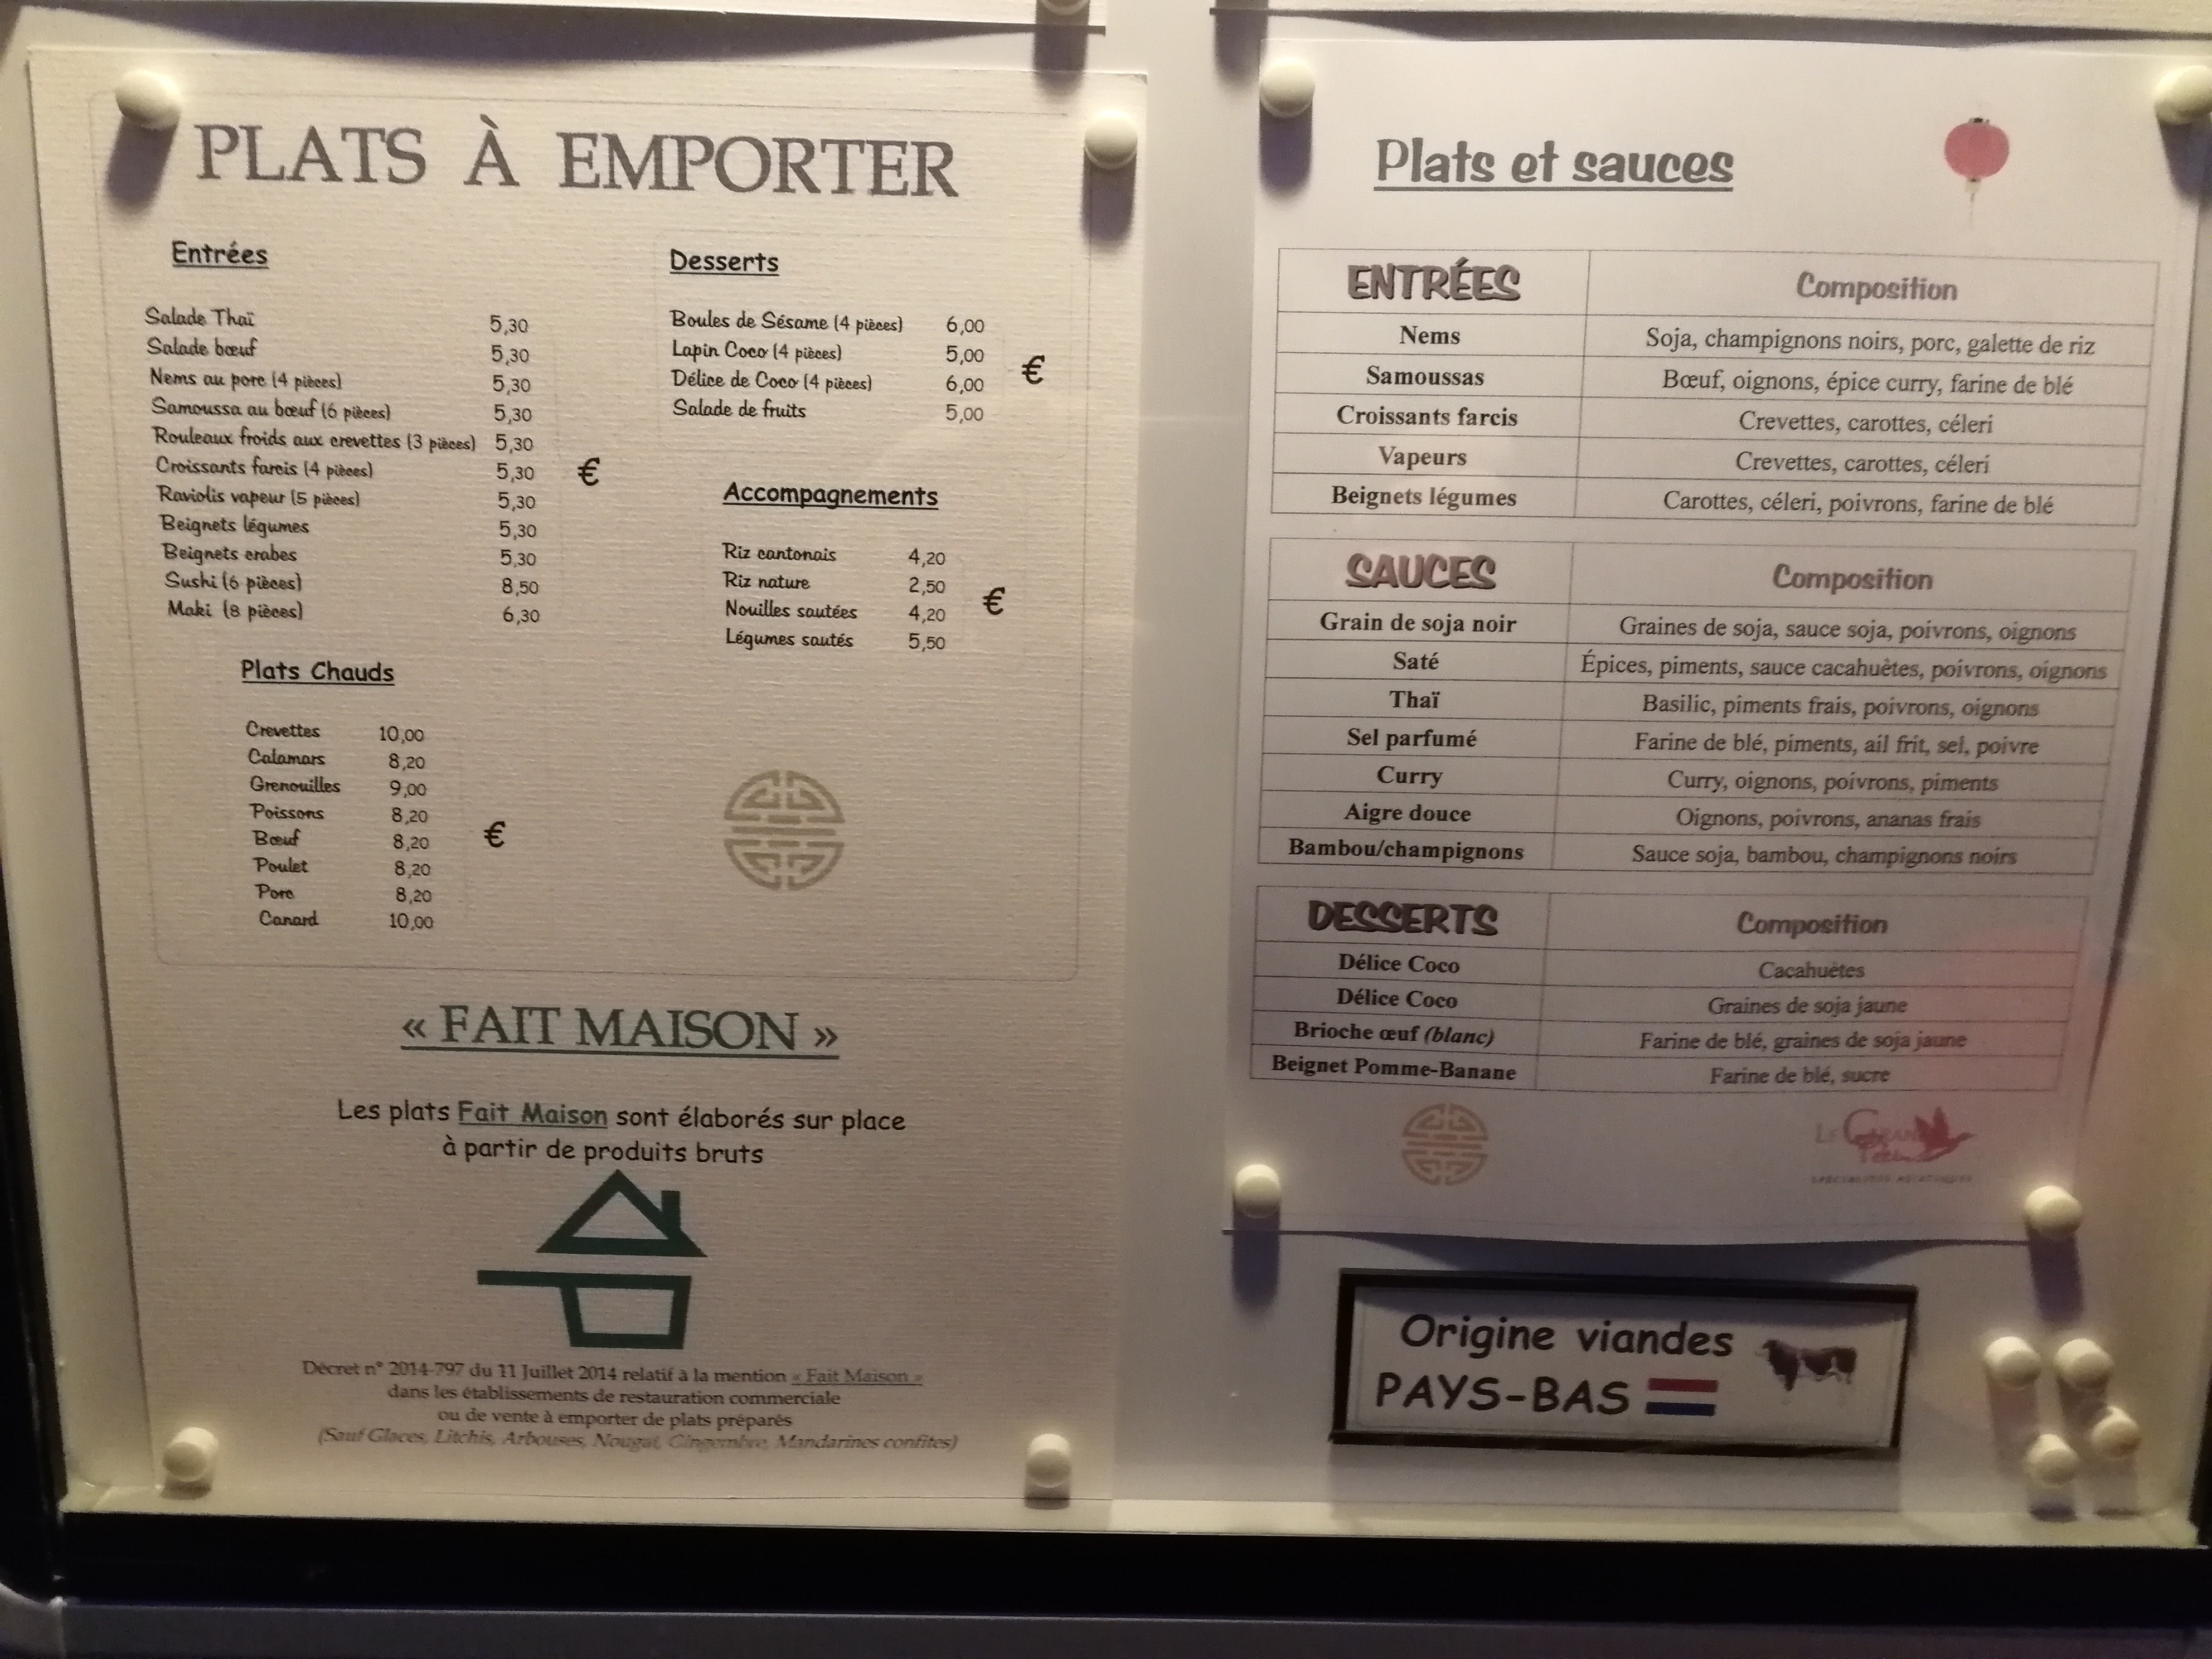 PLATS À EMPORTER
Entrées
Salade Thaï 5,30
Salade bœuf 5,30
Nems au porc (4 pièces) 5,30
Samoussa au bœuf (6 pièces) 5,30
Rouleaux froids aux crevettes (3 pièces) 5,30
Croissants farcis (4 pièces) 5,30
€
Raviolis vapeur (5 pièces) 5,30
Beignets légumes 5,30
Beignets crabes 5,30
Sushi (6 pièces) 8,50
Maki (8 pièces) 6,30
Plats Chauds
Crevettes 10,00
Calamars 8,20
Grenouilles 9,00
Poissons 8,20
Bœuf 8,20
€
Poulet 8,20
Porc 8,20
Canard 10,00
Desserts
Boules de Sésame (4 pièces) 6,00
Lapin Coco (4 pièces) 5,00
€
Délice de Coco (4 pièces) 6,00
Salade de fruits 5,00
Accompagnements
Riz cantonais 4,20
Riz nature 2,50
€
Nouilles sautées 4,20
Légumes sautés 5,50
« FAIT MAISON »
Les plats Fait Maison sont élaborés sur place
à partir de produits bruts
Décret n° 2014-797 du 11 Juillet 2014 relatif à la mention « Fait Maison »
dans les établissements de restauration commerciale
ou de vente à emporter de plats préparés
(Sauf Glaces, Litchis, Arbouses, Nougat, Gingembre, Mandarines confites)
Plats et sauces
ENTRÉES Composition
Nems Soja, champignons noirs, porc, galette de riz
Samoussas Bœuf, oignons, épice curry, farine de blé
Croissants farcis Crevettes, carottes, céleri
Vapeurs Crevettes, carottes, céleri
Beignets légumes Carottes, céleri, poivrons, farine de blé
SAUCES Composition
Grain de soja noir Graines de soja, sauce soja, poivrons, oignons
Saté Épices, piments, sauce cacahuètes, poivrons, oignons
Thaï Basilic, piments frais, poivrons, oignons
Sel parfumé Farine de blé, piments, ail frit, sel, poivre
Curry Curry, oignons, poivrons, piments
Aigre douce Oignons, poivrons, ananas frais
Bambou/champignons Sauce soja, bambou, champignons noirs
DESSERTS Composition
Délice Coco Cacahuètes
Délice Coco Graines de soja jaune
Brioche œuf (blanc) Farine de blé, graines de soja jaune
Beignet Pomme-Banane Farine de blé, sucre
Origine viandes
PAYS-BAS